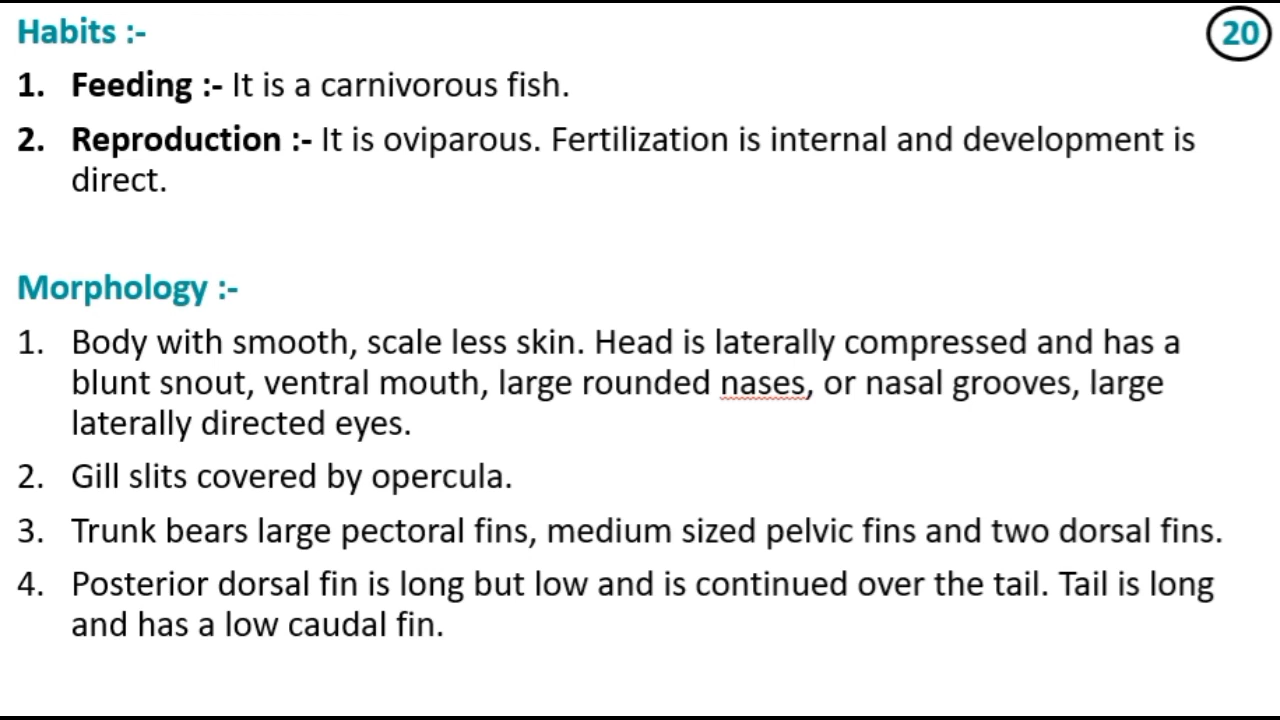 Habits :-
20
1. Feeding :- It is a carnivorous fish.
2. Reproduction :- It is oviparous. Fertilization is internal and development is
direct.
Morphology :-
1. Body with smooth, scale less skin. Head is laterally compressed and has a
blunt snout, ventral mouth, large rounded nases, or nasal grooves, large
laterally directed eyes.
2. Gill slits covered by opercula.
3. Trunk bears large pectoral fins, medium sized pelvic fins and two dorsal fins.
4. Posterior dorsal fin is long but low and is continued over the tail. Tail is long
and has a low caudal fin.